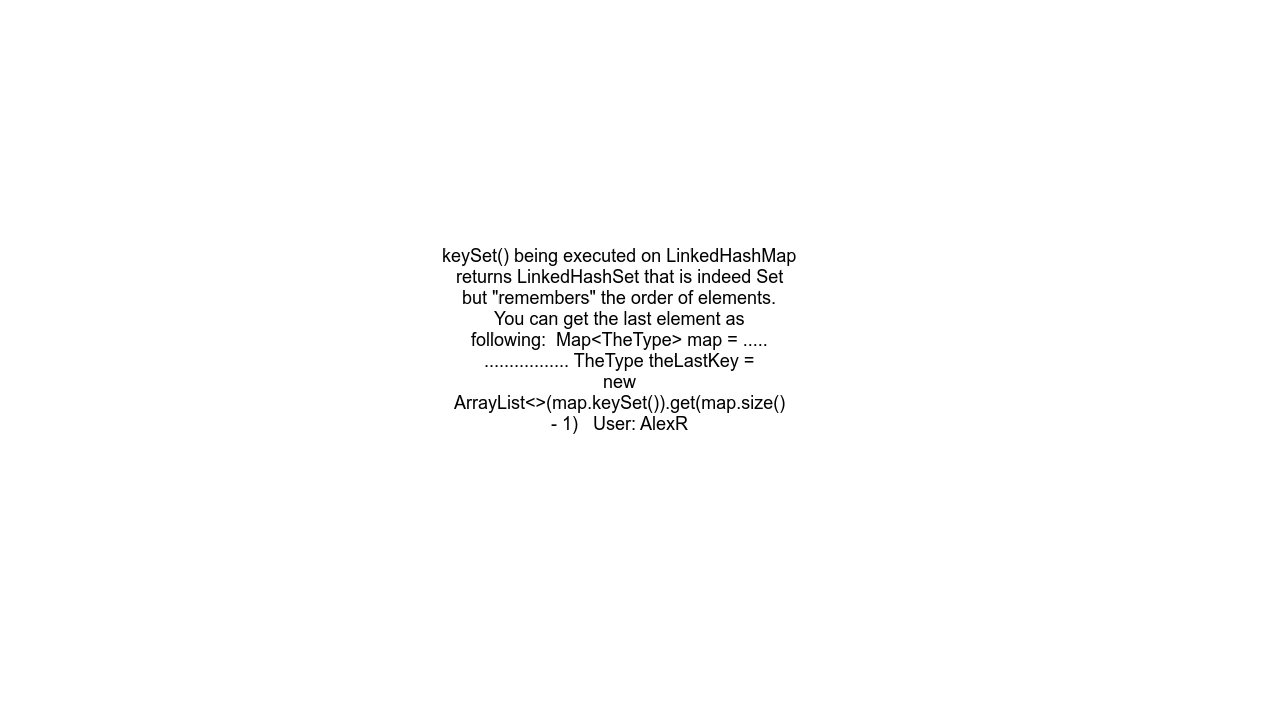 keySet() being executed on LinkedHashMap
returns LinkedHashSet that is indeed Set
but "remembers" the order of elements.
You can get the last element as
following:  Map<TheType> map = .....
................. TheType theLastKey =
new
ArrayList<>(map.keySet()).get(map.size()
- 1)   User: AlexR